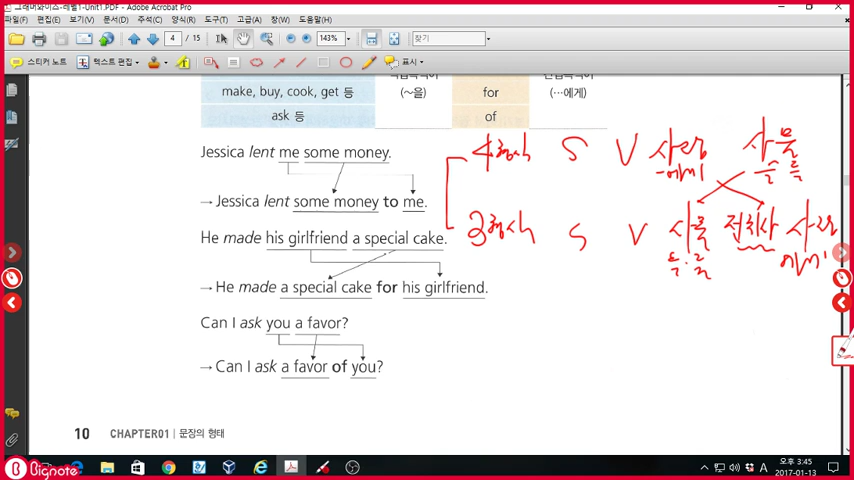 그래머와이즈-레벨1-Unit1.PDF - Adobe Acrobat Pro
파일(F) 편집(E) 보기(V) 문서(D) 주석(C) 양식(R) 도구(T) 고급(A) 창(W) 도움말(H)
4 / 15 143% 찾기
스티커 노트 텍스트 편집 표시
make, buy, cook, get 등 (~을) for (…에게)
ask 등 of
Jessica lent me some money.
→ Jessica lent some money to me.
He made his girlfriend a special cake.
→ He made a special cake for his girlfriend.
Can I ask you a favor?
→ Can I ask a favor of you?
4형식 S V 사람 사물
-에게 을 를
3형식 S V 사물 전치사 사람
을·를 에게
10 CHAPTER01 문장의 형태
Bignote
A 오후 3:45
2017-01-13